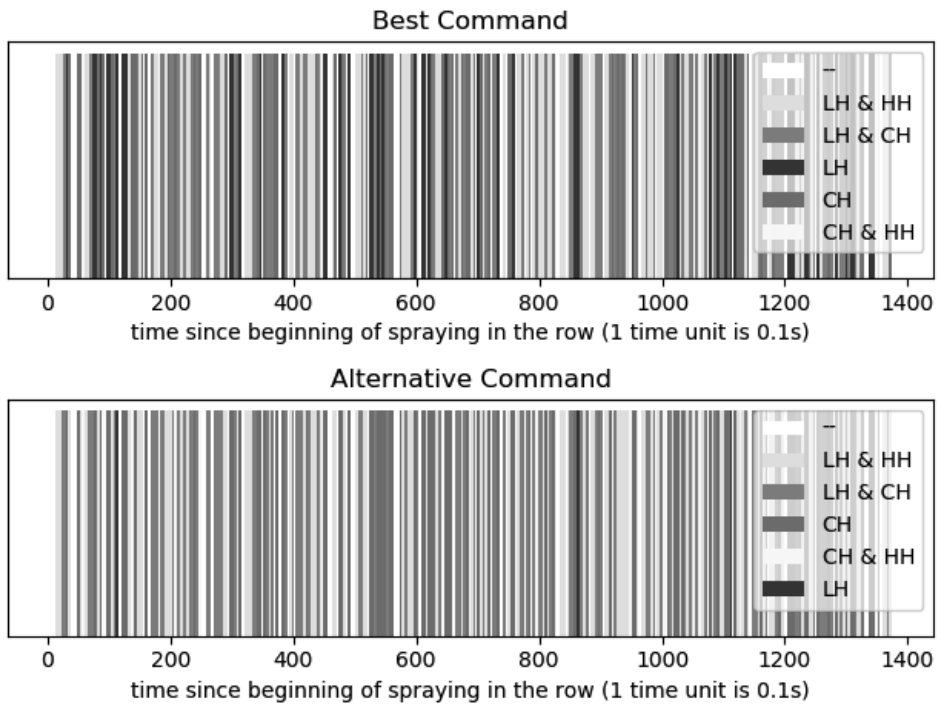 Best Command
--
LH & HH
LH & CH
LH
CH
CH & HH
0 200 400 600 800 1000 1200 1400
time since beginning of spraying in the row (1 time unit is 0.1s)
Alternative Command
--
LH & HH
LH & CH
CH
CH & HH
LH
0 200 400 600 800 1000 1200 1400
time since beginning of spraying in the row (1 time unit is 0.1s)